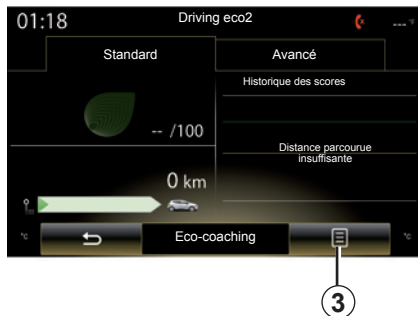 01:18 Driving eco2 x ---°F
Standard Avancé
Historique des scores
-- /100
Distance parcourue
insuffisante
0 km
°C Eco-coaching °C
3